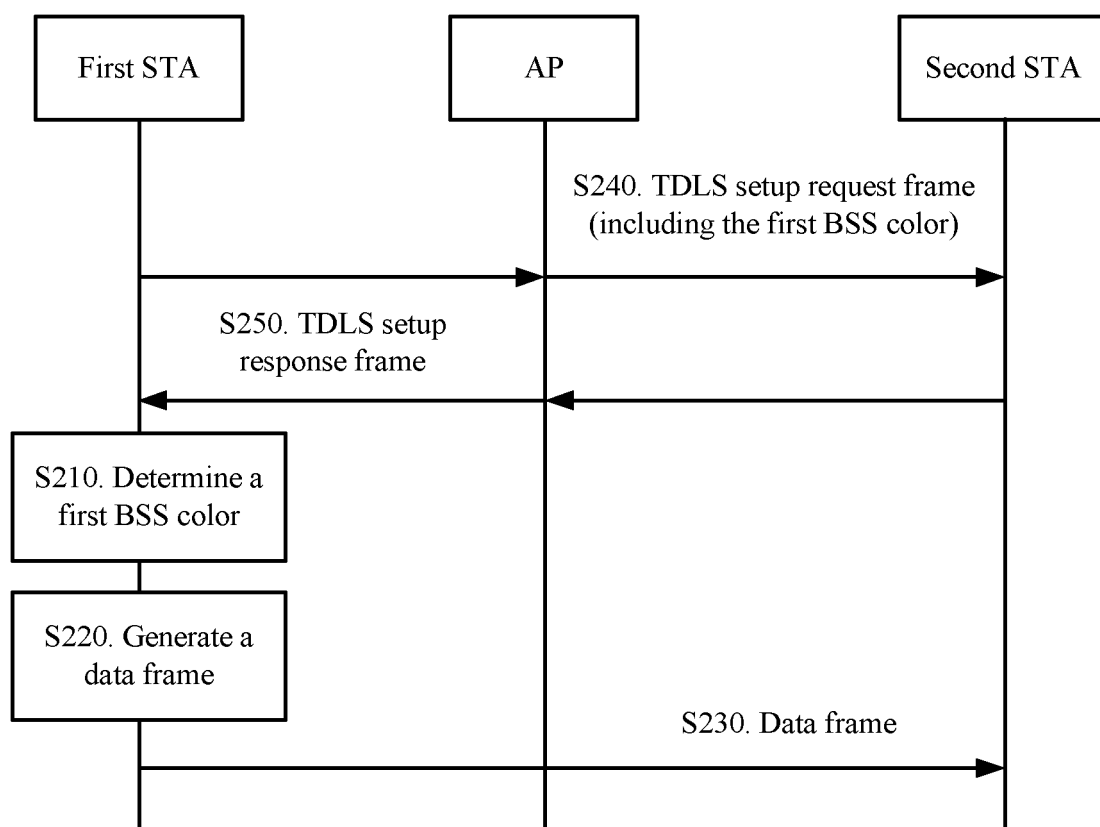 First STA
AP
Second STA
S240. TDLS setup request frame
(including the first BSS color)
S250. TDLS setup
response frame
S210. Determine a
first BSS color
S220. Generate a
data frame
S230. Data frame